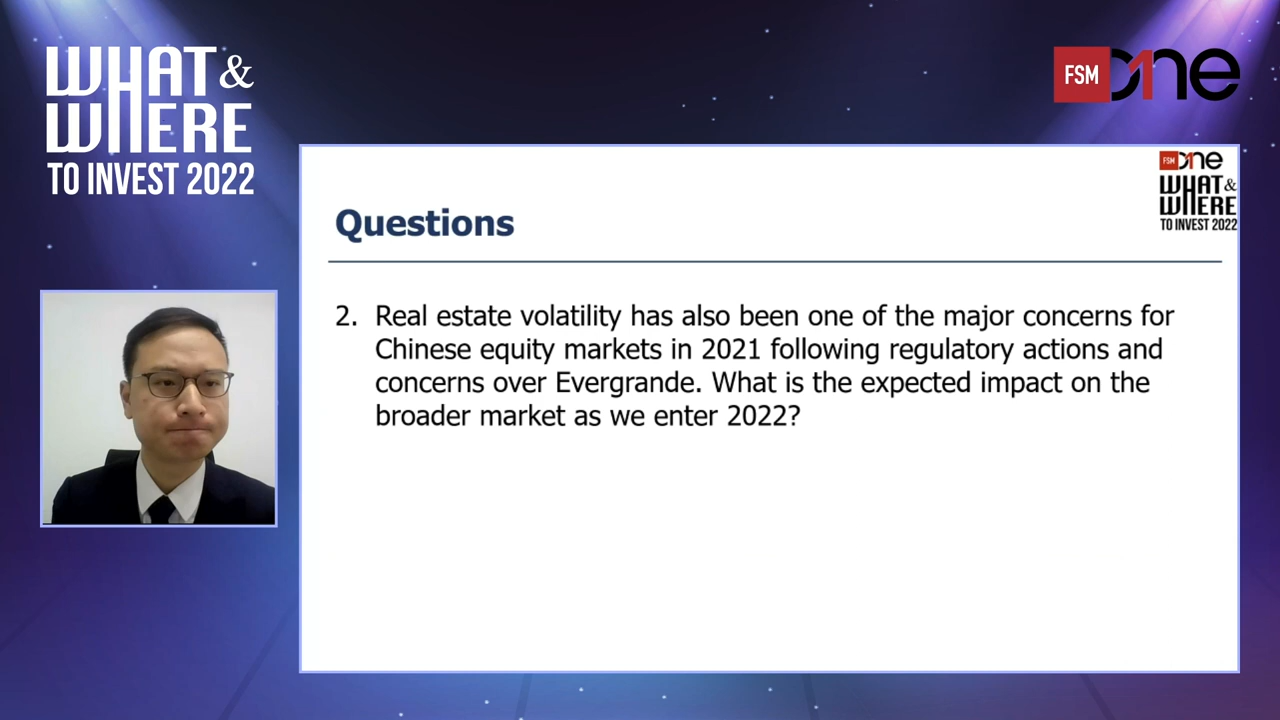 WHAT &
WHERE
TO INVEST 2022
FSM one
FSM one
WHAT &
WHERE
TO INVEST 2022
Questions
2. Real estate volatility has also been one of the major concerns for
Chinese equity markets in 2021 following regulatory actions and
concerns over Evergrande. What is the expected impact on the
broader market as we enter 2022?